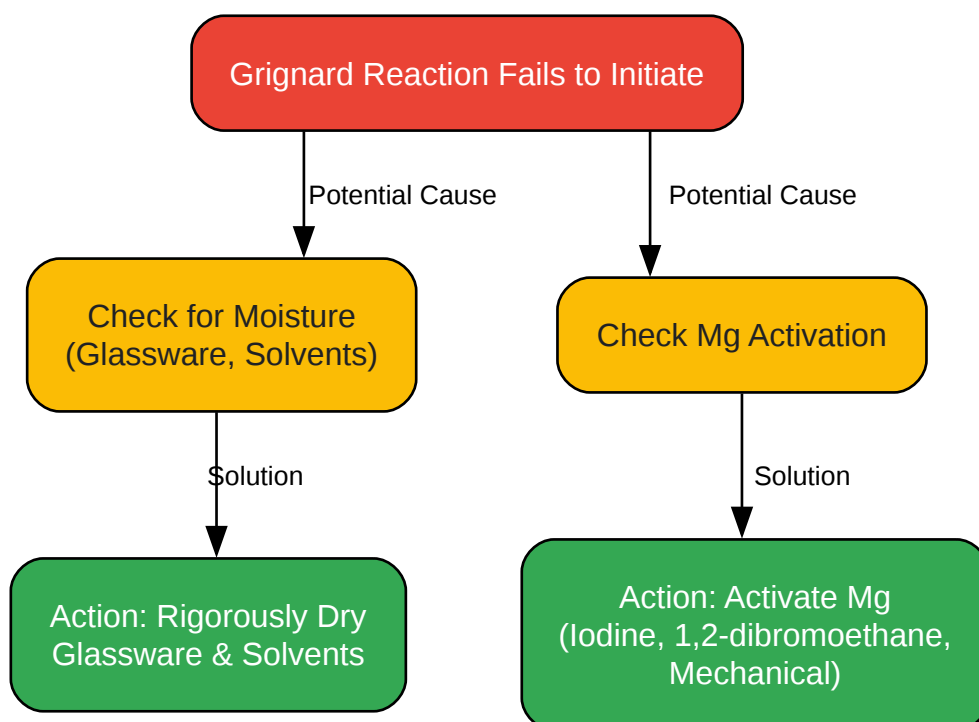 Grignard Reaction Fails to Initiate
Potential Cause
Potential Cause
Check for Moisture
(Glassware, Solvents)
Check Mg Activation
Solution
Solution
Action: Rigorously Dry
Glassware & Solvents
Action: Activate Mg
(Iodine, 1,2-dibromoethane,
Mechanical)